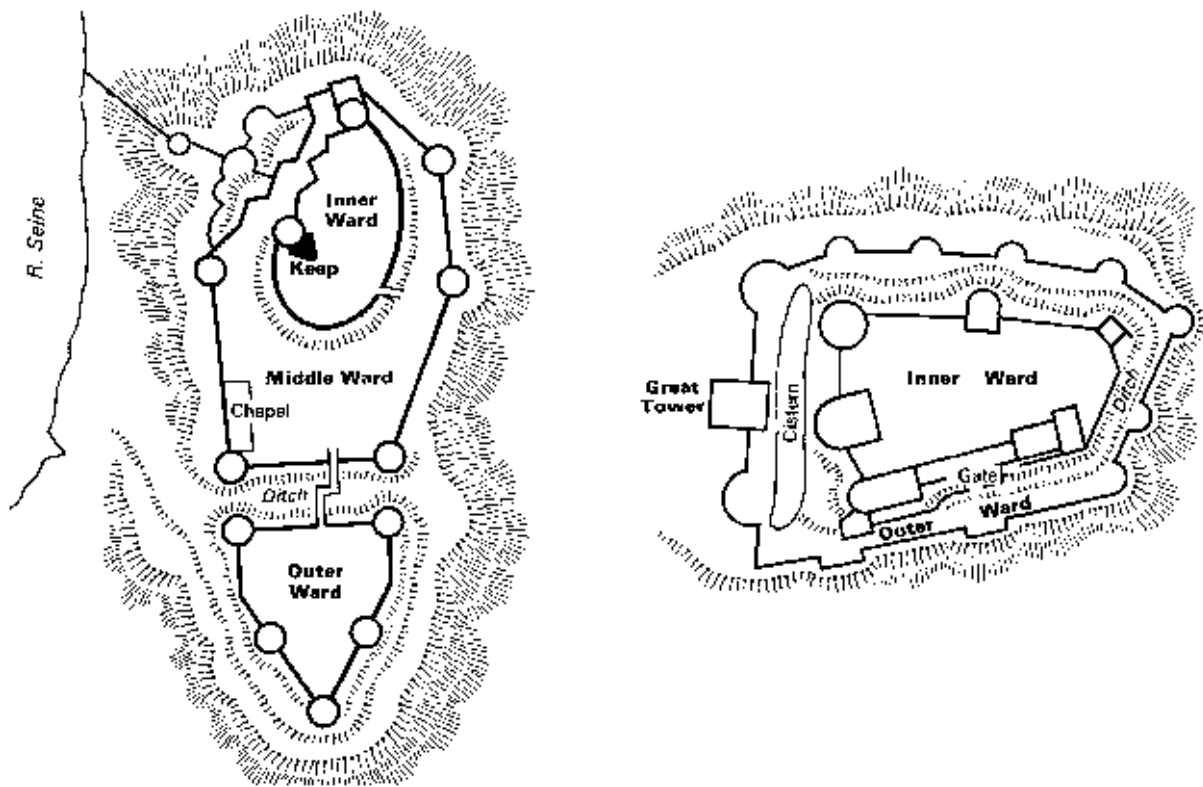 R. Seine
Inner
Ward
Keep
Middle Ward
Chapel
Ditch
Outer
Ward
Great
Tower
Cistern
Inner Ward
Ditch
Gate
Outer Ward